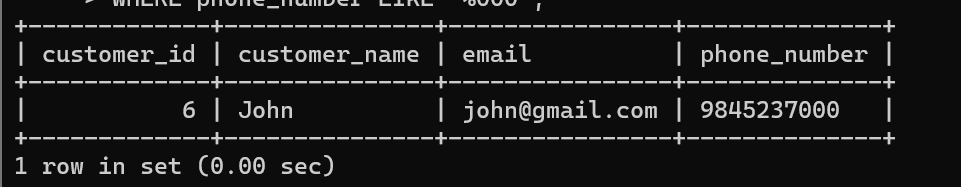 > WHERE phone_number LIKE '%000';
+-------------+---------------+----------------+--------------+
| customer_id | customer_name | email          | phone_number |
+-------------+---------------+----------------+--------------+
|           6 | John          | john@gmail.com | 9845237000   |
+-------------+---------------+----------------+--------------+
1 row in set (0.00 sec)